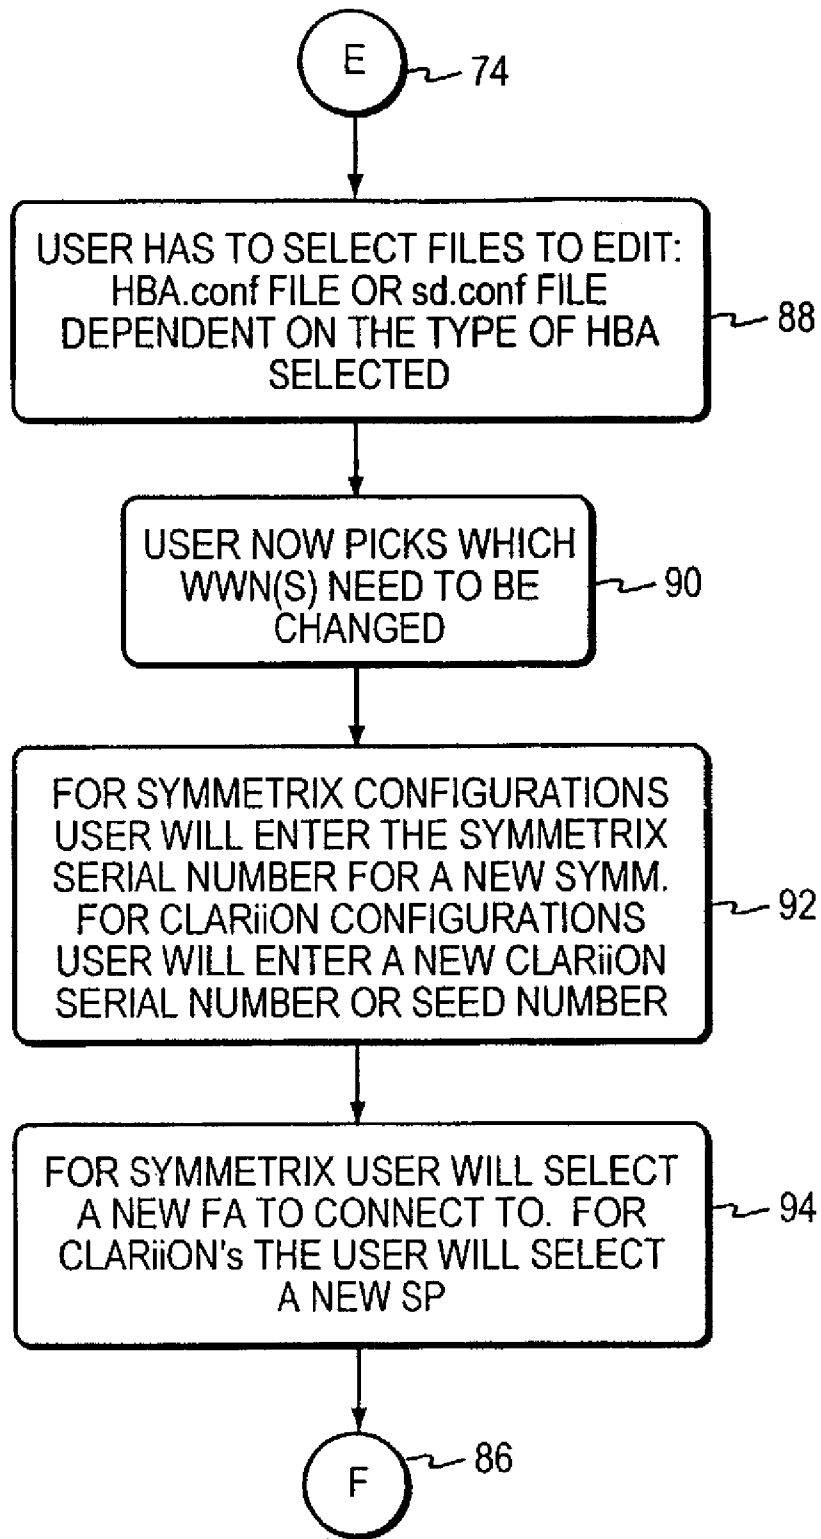 E
74
USER HAS TO SELECT FILES TO EDIT:
HBA.conf FILE OR sd.conf FILE
DEPENDENT ON THE TYPE OF HBA
SELECTED
88
USER NOW PICKS WHICH
WWN(S) NEED TO BE
CHANGED
90
FOR SYMMETRIX CONFIGURATIONS
USER WILL ENTER THE SYMMETRIX
SERIAL NUMBER FOR A NEW SYMM.
FOR CLARiiON CONFIGURATIONS
USER WILL ENTER A NEW CLARiiON
SERIAL NUMBER OR SEED NUMBER
92
FOR SYMMETRIX USER WILL SELECT
A NEW FA TO CONNECT TO. FOR
CLARiiON's THE USER WILL SELECT
A NEW SP
94
F
86